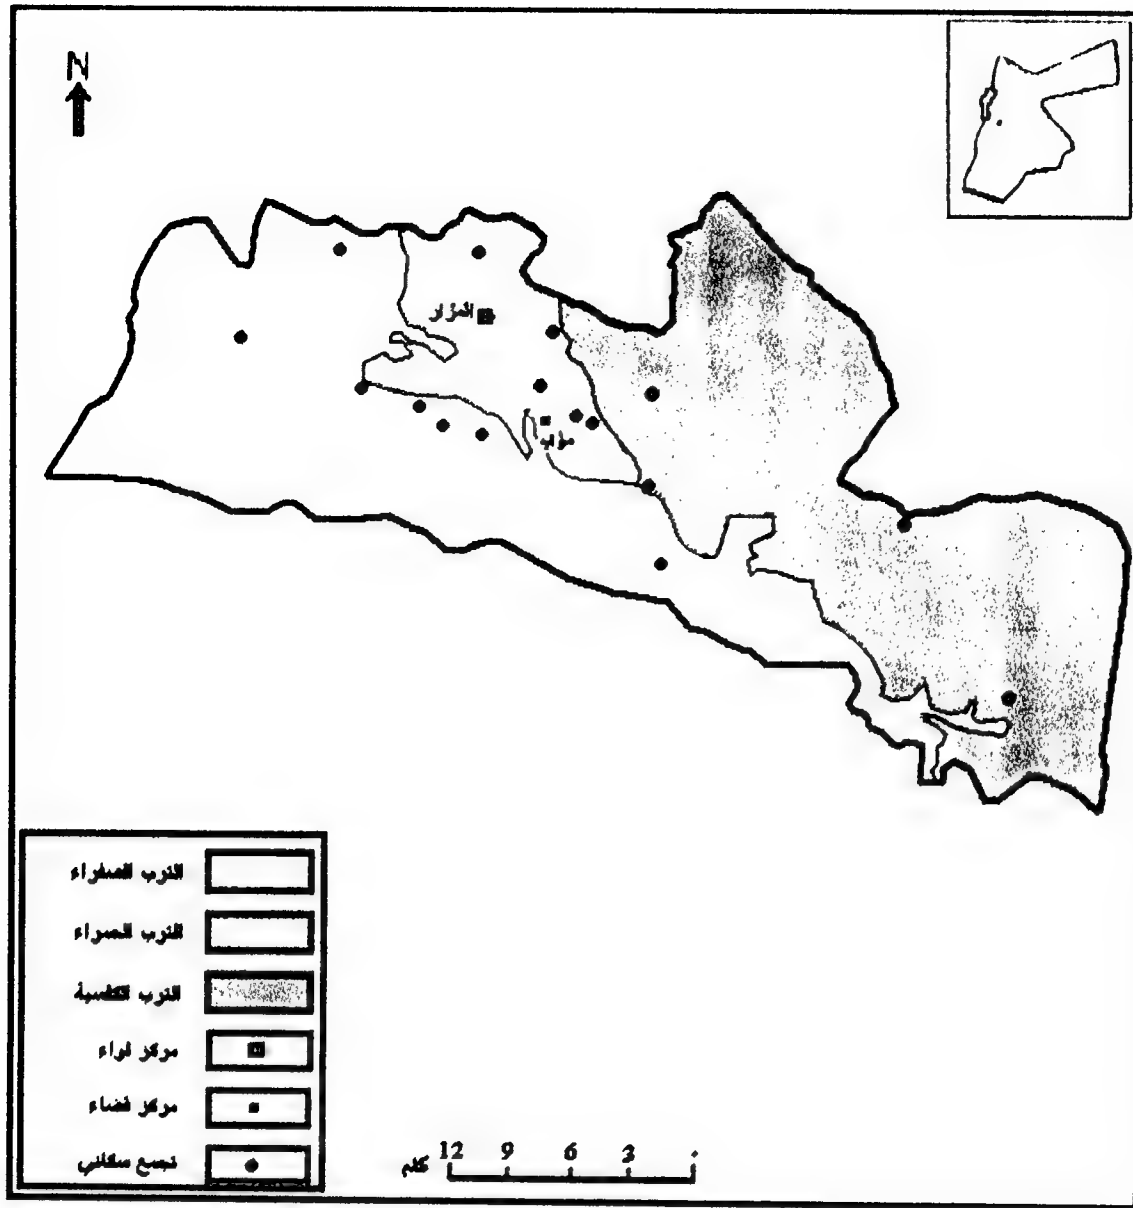 N
المزار
مؤاب
الترب الصفراء
الترب الحمراء
الترب الكلسية
مركز لواء
مركز قضاء
تجمع سكاني
كلم 12 9 6 3 ٠